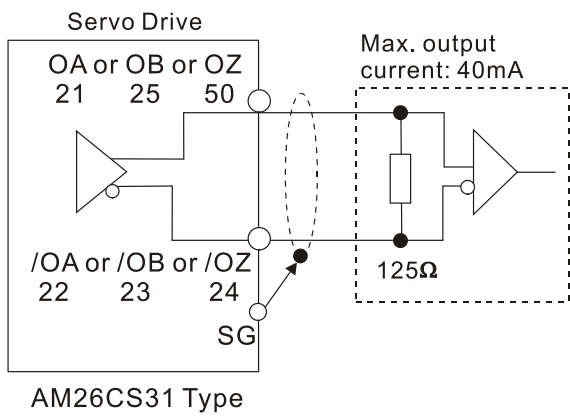 Servo Drive
Max. output
current: 40mA
OA or OB or OZ
21 25 50
/OA or /OB or /OZ
22 23 24
125Ω
SG
AM26CS31 Type